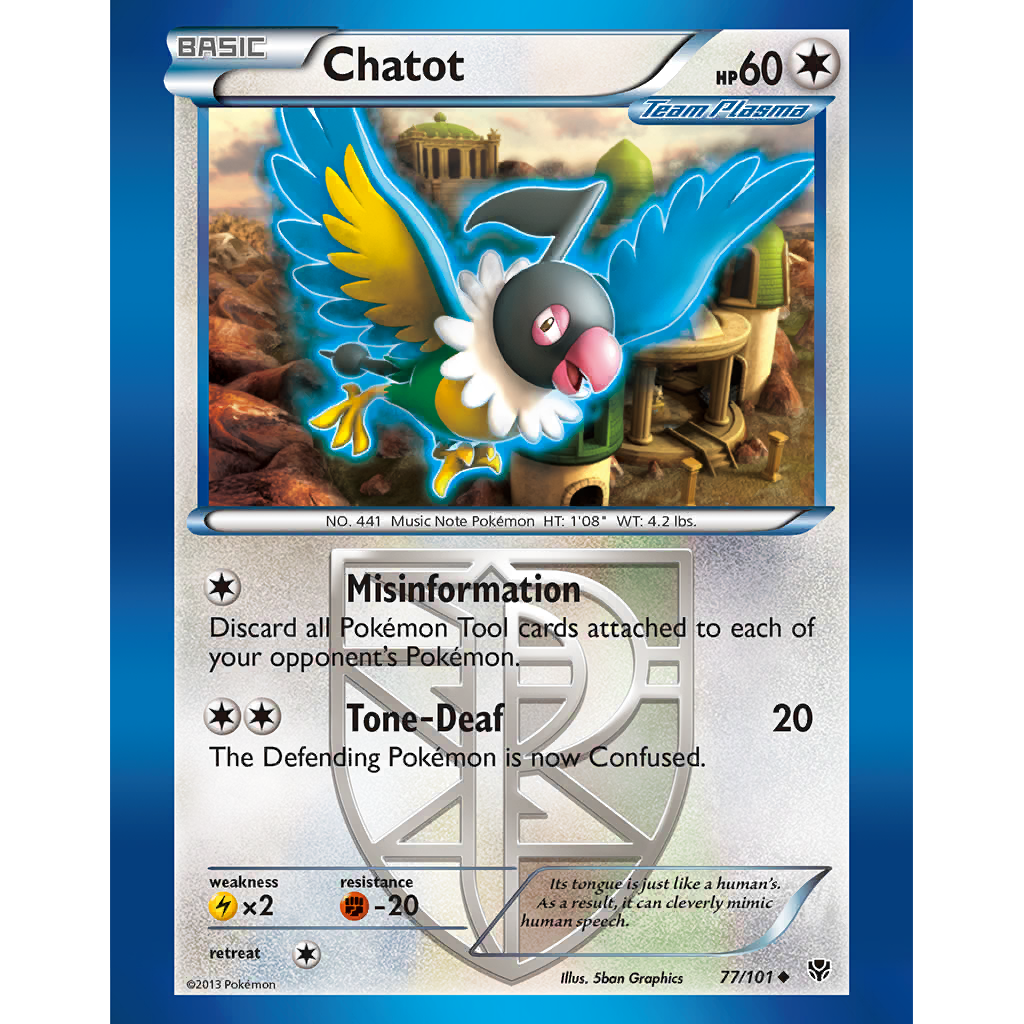 BASIC Chatot HP60
Team Plasma
NO. 441 Music Note Pokémon HT: 1'08" WT: 4.2 lbs.
Misinformation
Discard all Pokémon Tool cards attached to each of
your opponent's Pokémon.
Tone-Deaf 20
The Defending Pokémon is now Confused.
weakness resistance
×2 -20
retreat
Its tongue is just like a human's.
As a result, it can cleverly mimic
human speech.
Illus. 5ban Graphics 77/101
©2013 Pokémon